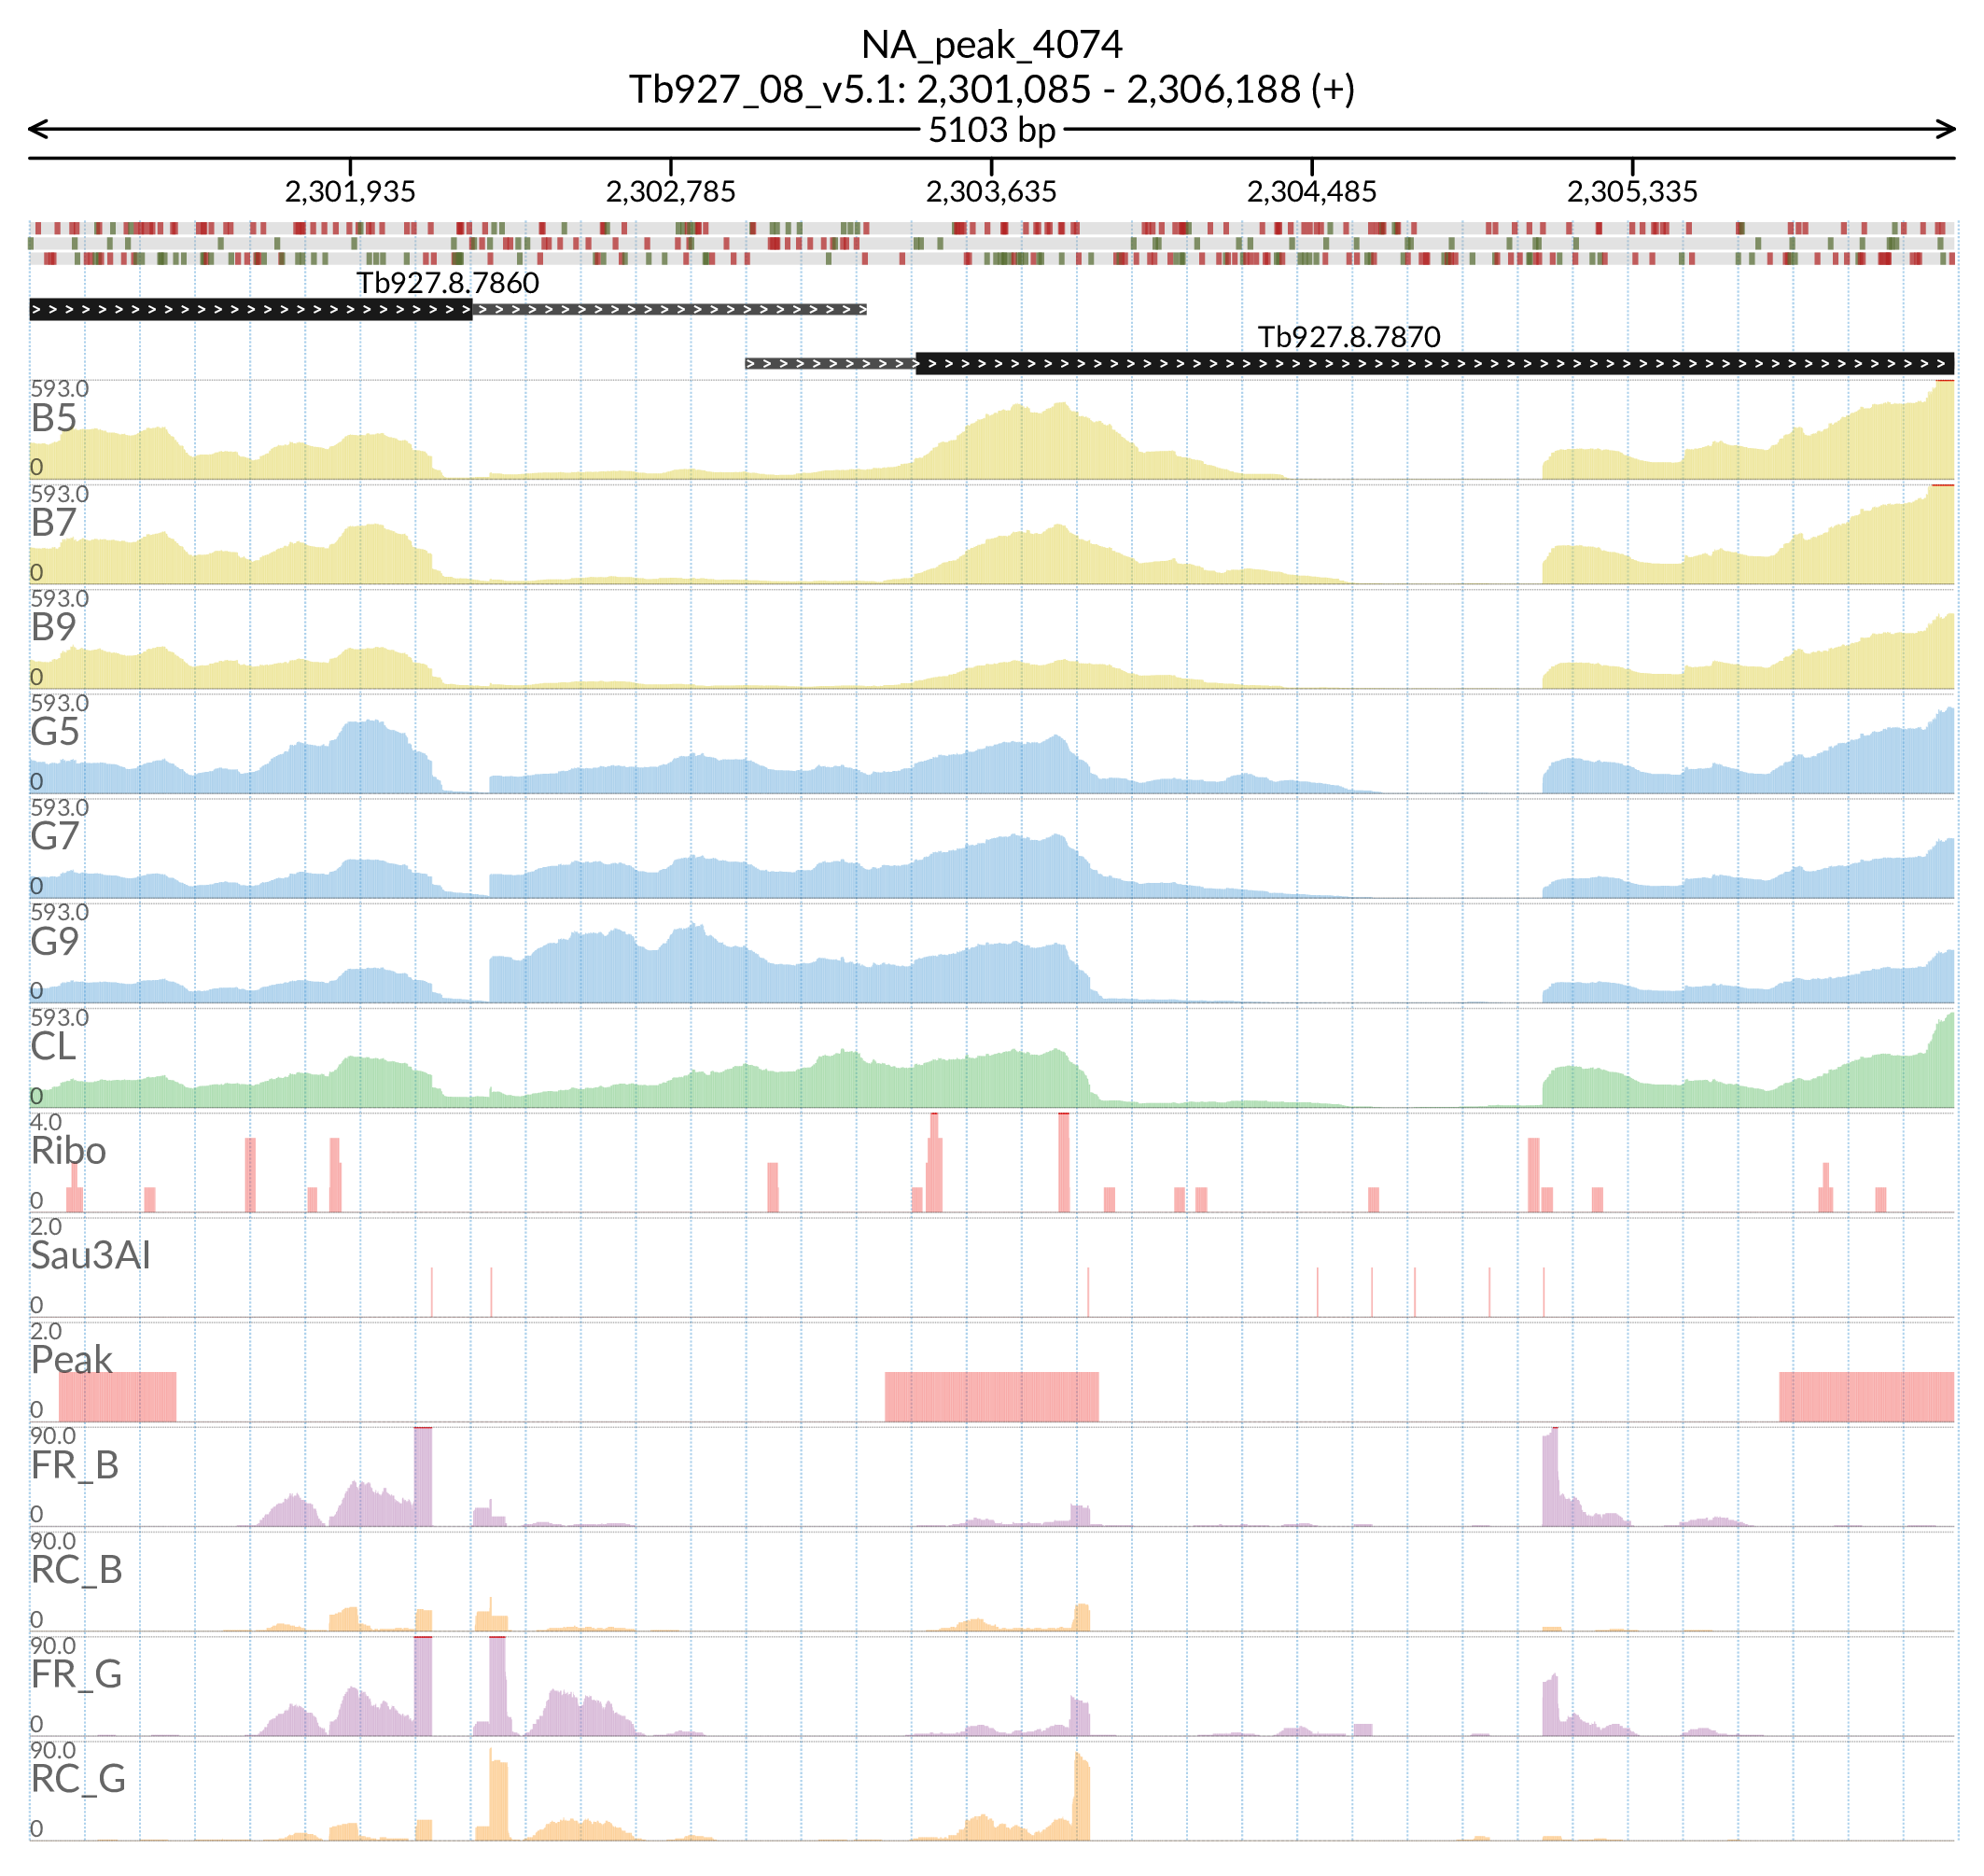 NA_peak_4074
Tb927_08_v5.1: 2,301,085 - 2,306,188 (+)
5103 bp
2,301,935 2,302,785 2,303,635 2,304,485 2,305,335
Tb927.8.7860
Tb927.8.7870
593.0
B5
0
593.0
B7
0
593.0
B9
0
593.0
G5
0
593.0
G7
0
593.0
G9
0
593.0
CL
0
4.0
Ribo
0
2.0
Sau3AI
0
2.0
Peak
0
90.0
FR_B
0
90.0
RC_B
0
90.0
FR_G
0
90.0
RC_G
0